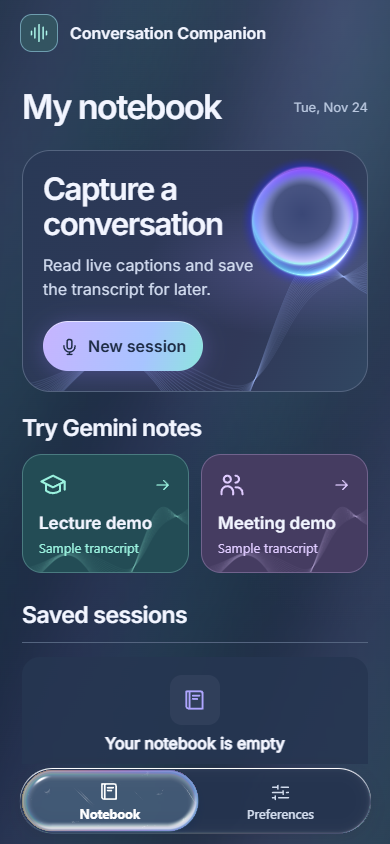 Conversation Companion
My notebook
Tue, Nov 24
Capture a
conversation
Read live captions and save
the transcript for later.
New session
Try Gemini notes
Lecture demo
Sample transcript
Meeting demo
Sample transcript
Saved sessions
Your notebook is empty
Notebook
Preferences